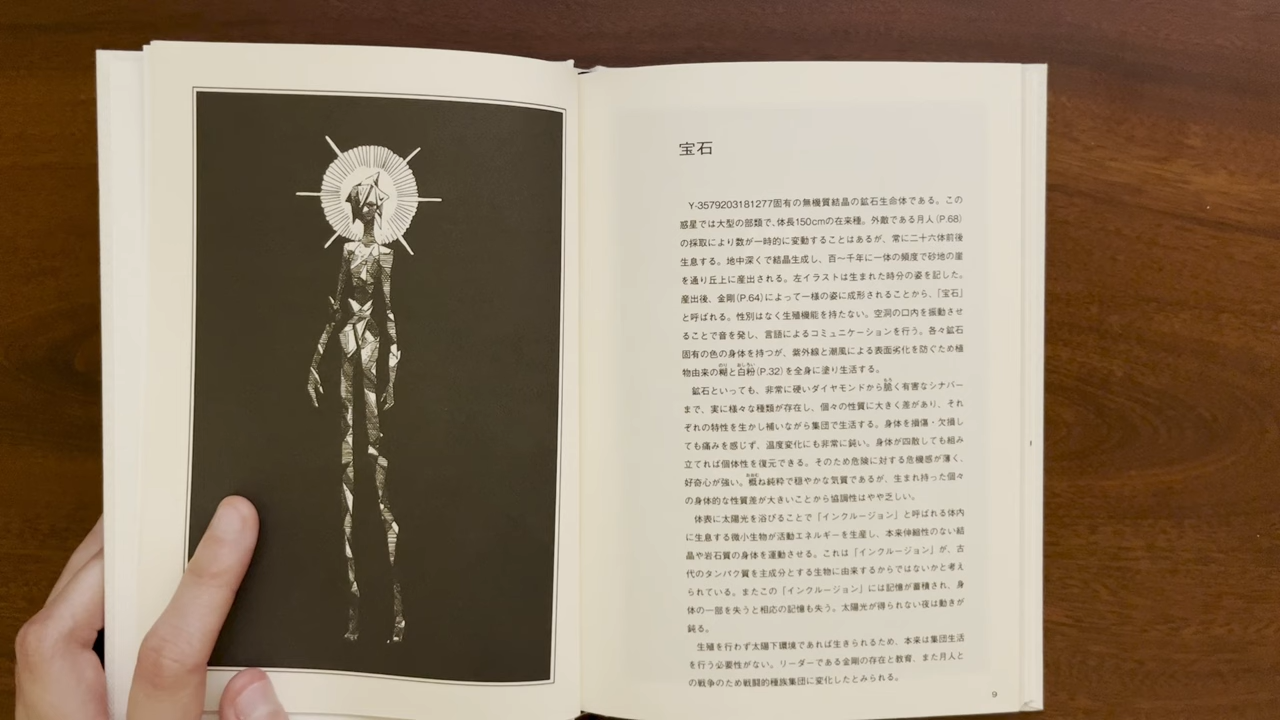 宝石
Y-3579203181277固有の無機質結晶の鉱石生命体である。この
惑星では大型の部類で、体長150cmの在来種。外敵である月人(P.68)
の採取により数が一時的に変動することはあるが、常に二十六体前後
生息する。地中深くで結晶生成し、百〜千年に一体の頻度で砂地の崖
を通り丘上に産出される。左イラストは生まれた時分の姿を記した。
産出後、金剛(P.64)によって一様の姿に成形されることから、「宝石」
と呼ばれる。性別はなく生殖機能を持たない。空洞の口内を振動させ
ることで音を発し、言語によるコミュニケーションを行う。各々鉱石
固有の色の身体を持つが、紫外線と潮風による表面劣化を防ぐため植
物由来の糊のりと白粉おしろい(P.32)を全身に塗り生活する。
鉱石といっても、非常に硬いダイヤモンドから脆もろく有害なシナバー
まで、実に様々な種類が存在し、個々の性質に大きく差があり、それ
ぞれの特性を生かし補いながら集団で生活する。身体を損傷・欠損し
ても痛みを感じず、温度変化にも非常に鈍い。身体が四散しても組み
立てれば個体性を復元できる。そのため危険に対する危機感が薄く、
好奇心が強い。概おおむね純粋で穏やかな気質であるが、生まれ持った個々
の身体的な性質差が大きいことから協調性はやや乏しい。
体表に太陽光を浴びることで「インクルージョン」と呼ばれる体内
に生息する微小生物が活動エネルギーを生産し、本来伸縮性のない結
晶や岩石質の身体を運動させる。これは「インクルージョン」が、古
代のタンパク質を主成分とする生物に由来するからではないかと考え
られている。またこの「インクルージョン」には記憶が蓄積され、身
体の一部を失うと相応の記憶も失う。太陽光が得られない夜は動きが
鈍る。
生殖を行わず太陽下環境であれば生きられるため、本来は集団生活
を行う必要性がない。リーダーである金剛の存在と教育、また月人と
の戦争のため戦闘的種族集団に変化したとみられる。
9